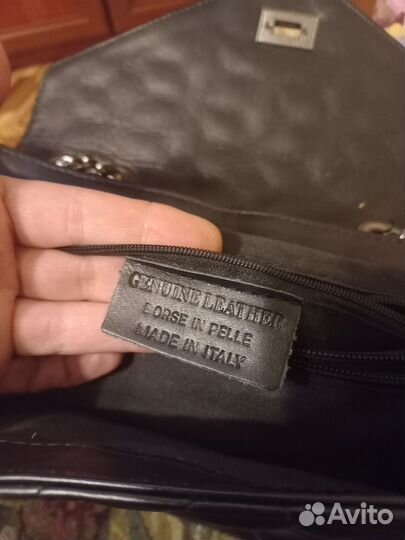 GENUINE LEATHER
BORSE IN PELLE
MADE IN ITALY
Avito